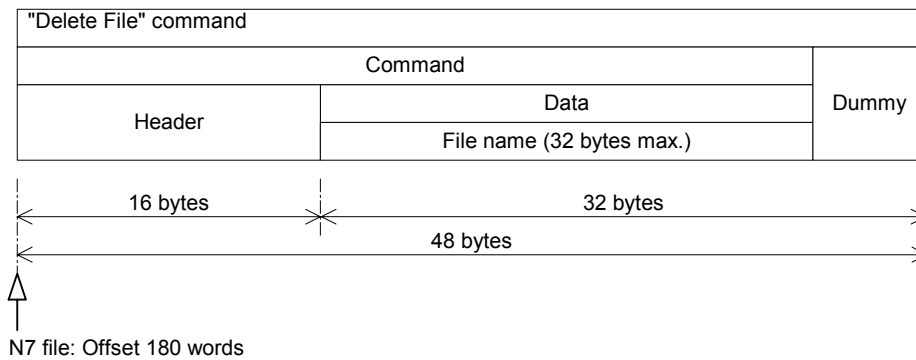 "Delete File" command
Command
Dummy
Header
Data
File name (32 bytes max.)
16 bytes
32 bytes
48 bytes
N7 file: Offset 180 words